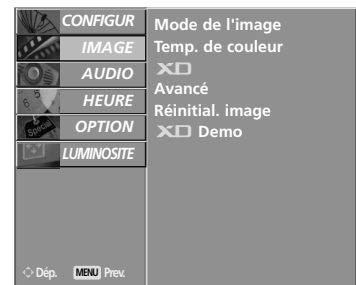 CONFIGUR
IMAGE
AUDIO
HEURE
OPTION
LUMINOSITE
Mode de l'image
Temp. de couleur
XD
Avancé
Réinitial. image
XD Demo
Dép. MENU Prev.